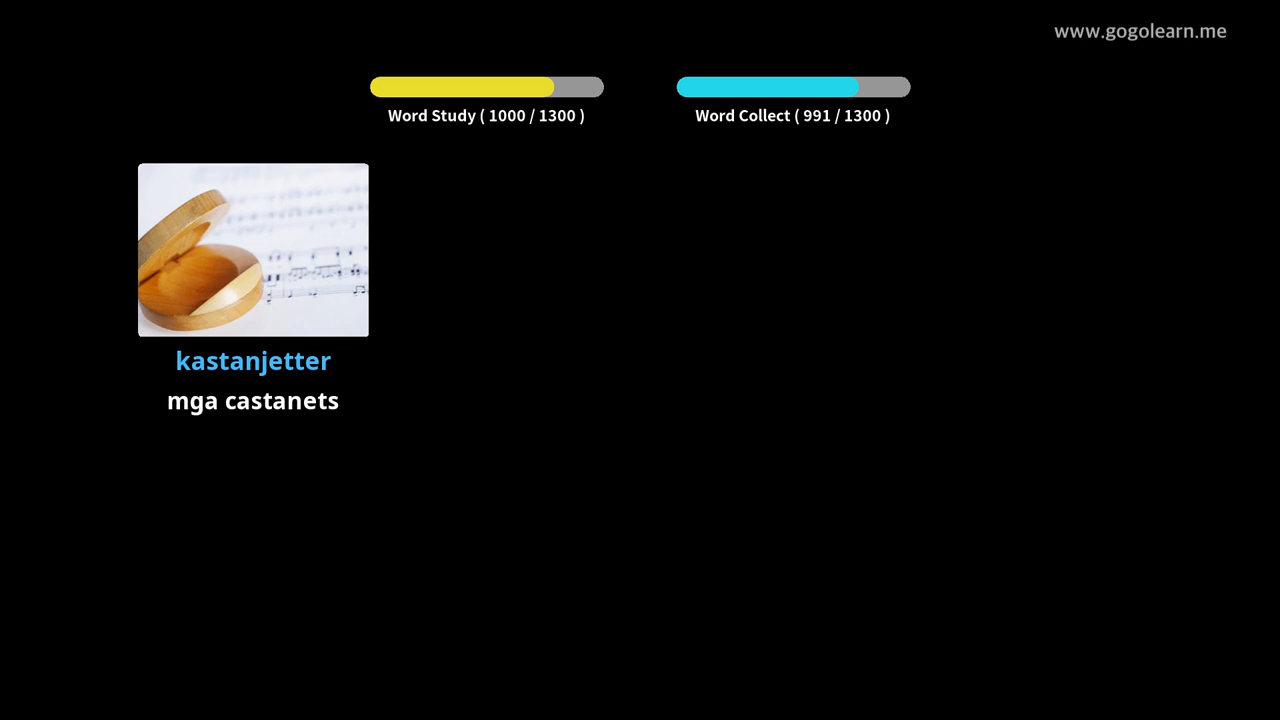 www.gogolearn.me
Word Study ( 1000 / 1300 )
Word Collect ( 991 / 1300 )
kastanjetter
mga castanets